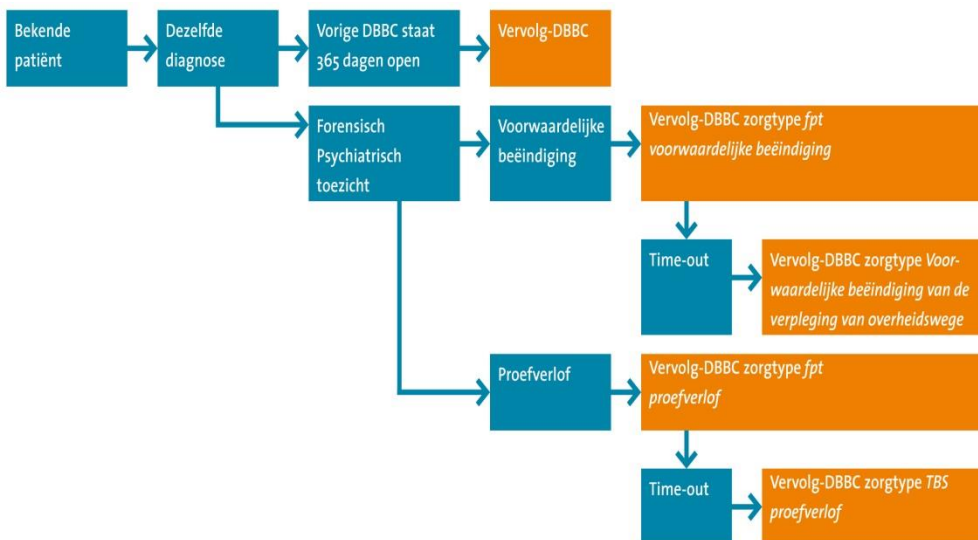 Bekende
patiënt
Dezelfde
diagnose
Vorige DBBC staat
365 dagen open
Vervolg-DBBC
Forensisch
Psychiatrisch
toezicht
Voorwaardelijke
beëindiging
Vervolg-DBBC zorgtype fpt
voorwaardelijke beëindiging
Time-out
Vervolg-DBBC zorgtype Voor-
waardelijke beëindiging van de
verpleging van overheidswege
Proefverlof
Vervolg-DBBC zorgtype fpt
proefverlof
Time-out
Vervolg-DBBC zorgtype TBS
proefverlof